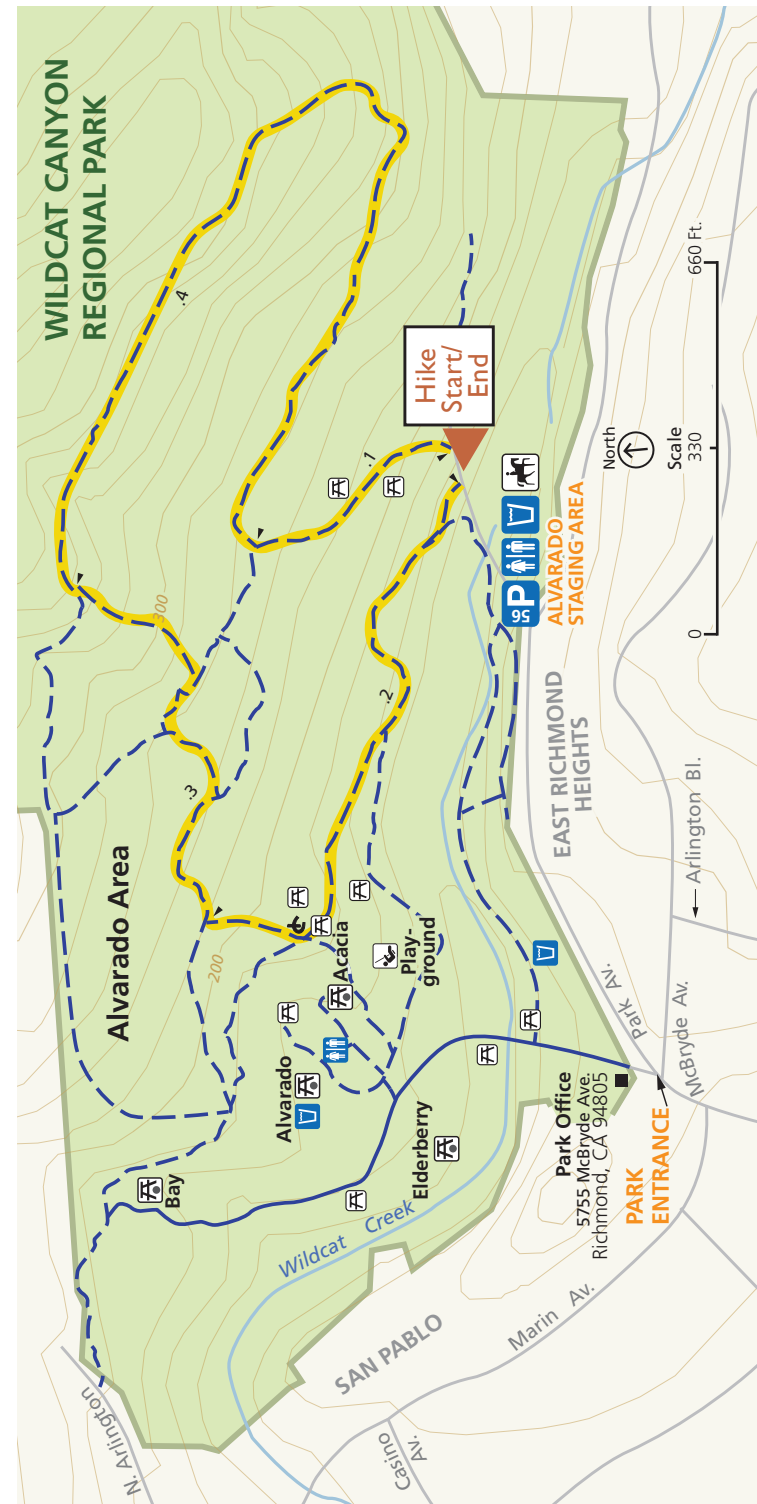 WILDCAT CANYON
REGIONAL PARK
.4
Hike
Start/
End
.1
300
.2
.3
200
Alvarado Area
Acacia
Play-
ground
Alvarado
Bay
Elderberry
Wildcat Creek
56
P
ALVARADO
STAGING AREA
EAST RICHMOND
HEIGHTS
North
Scale
0
330
660 Ft.
Arlington Bl.
Park Av.
McBryde Av.
Park Office
5755 McBryde Ave.
Richmond, CA 94805
PARK
ENTRANCE
SAN PABLO
Marin Av.
Casino
Av.
N. Arlington